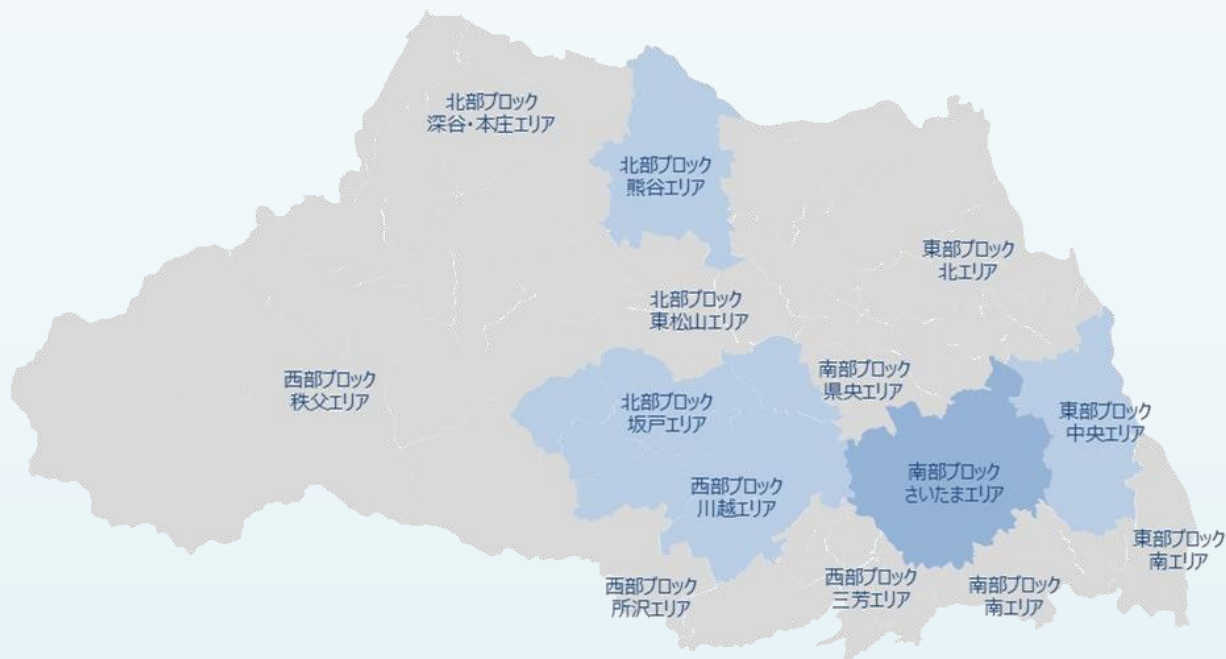 北部ブロック
深谷・本庄エリア
北部ブロック
熊谷エリア
東部ブロック
北エリア
北部ブロック
東松山エリア
西部ブロック
秩父エリア
南部ブロック
県央エリア
北部ブロック
坂戸エリア
東部ブロック
中央エリア
南部ブロック
さいたまエリア
西部ブロック
川越エリア
東部ブロック
南エリア
西部ブロック
所沢エリア
西部ブロック
三芳エリア
南部ブロック
南エリア